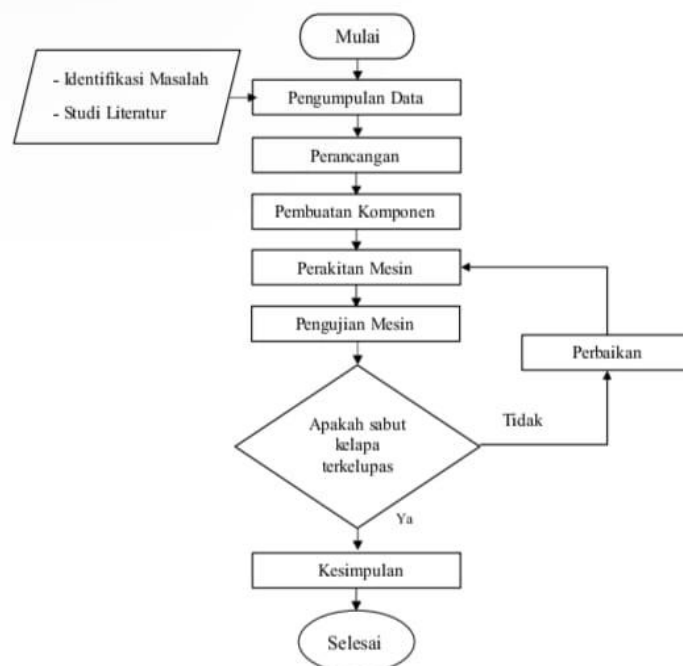 Mulai
- Identifikasi Masalah
- Studi Literatur
Pengumpulan Data
Perancangan
Pembuatan Komponen
Perakitan Mesin
Pengujian Mesin
Perbaikan
Apakah sabut
kelapa
terkelupas
Tidak
Ya
Kesimpulan
Selesai